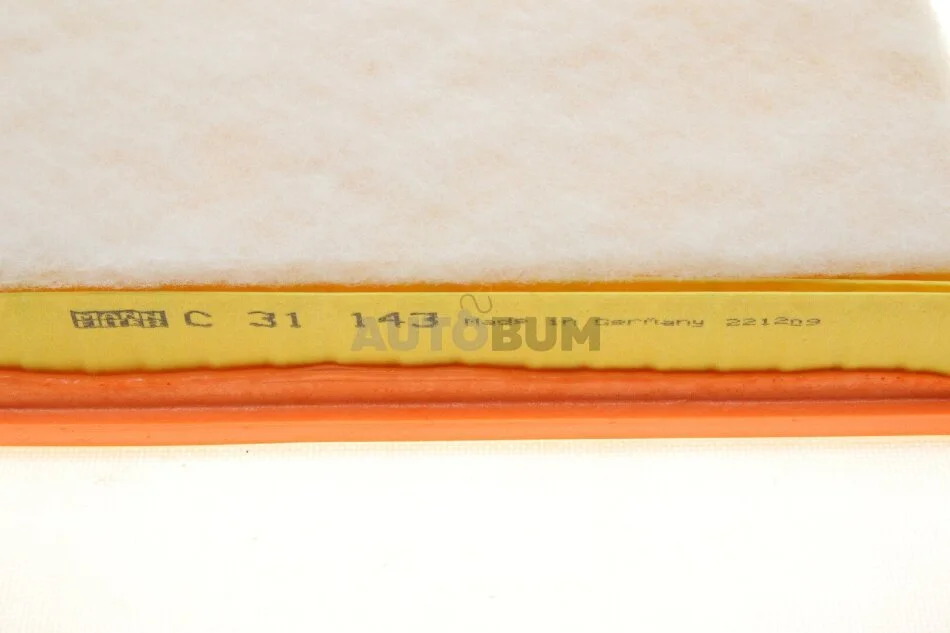 MANN FILTER C 31 143 Made in Germany 221209
AUTOBUM